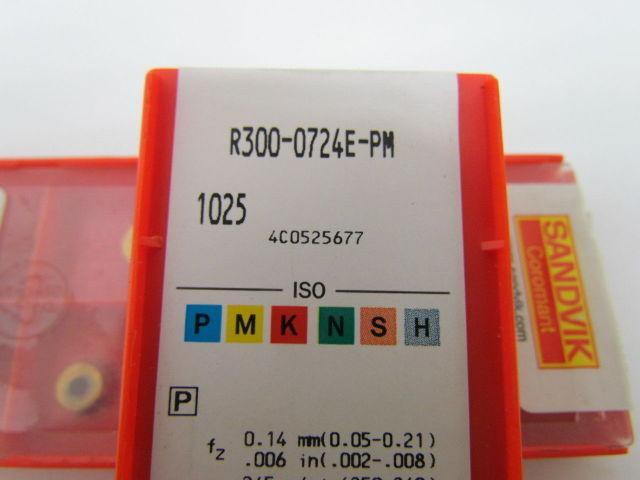 R300-0724E-PM
1025
4C0525677
ISO
P M K N S H
P
fz 0.14 mm(0.05-0.21)
.006 in(.002-.008)
SANDVIK
Coromant